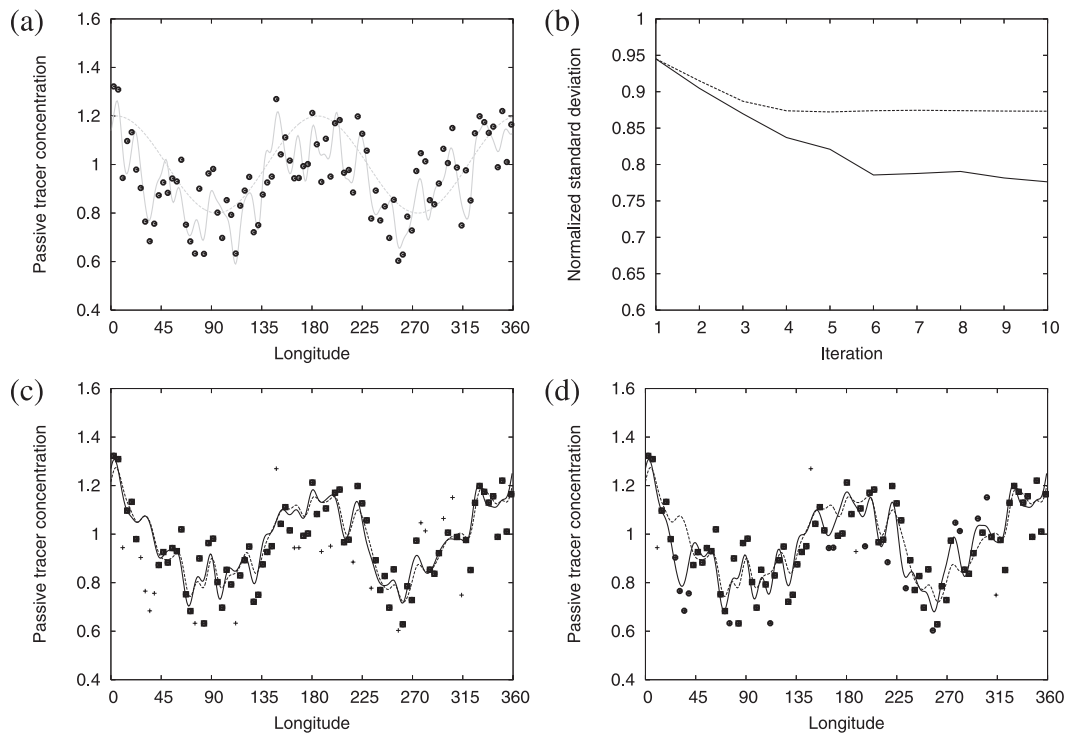 (a)
Passive tracer concentration
1.6
1.4
1.2
1
0.8
0.6
0.4
0 45 90 135 180 225 270 315 360
Longitude
(b)
Normalized standard deviation
1
0.95
0.9
0.85
0.8
0.75
0.7
0.65
0.6
1 2 3 4 5 6 7 8 9 10
Iteration
(c)
Passive tracer concentration
1.6
1.4
1.2
1
0.8
0.6
0.4
0 45 90 135 180 225 270 315 360
Longitude
(d)
Passive tracer concentration
1.6
1.4
1.2
1
0.8
0.6
0.4
0 45 90 135 180 225 270 315 360
Longitude